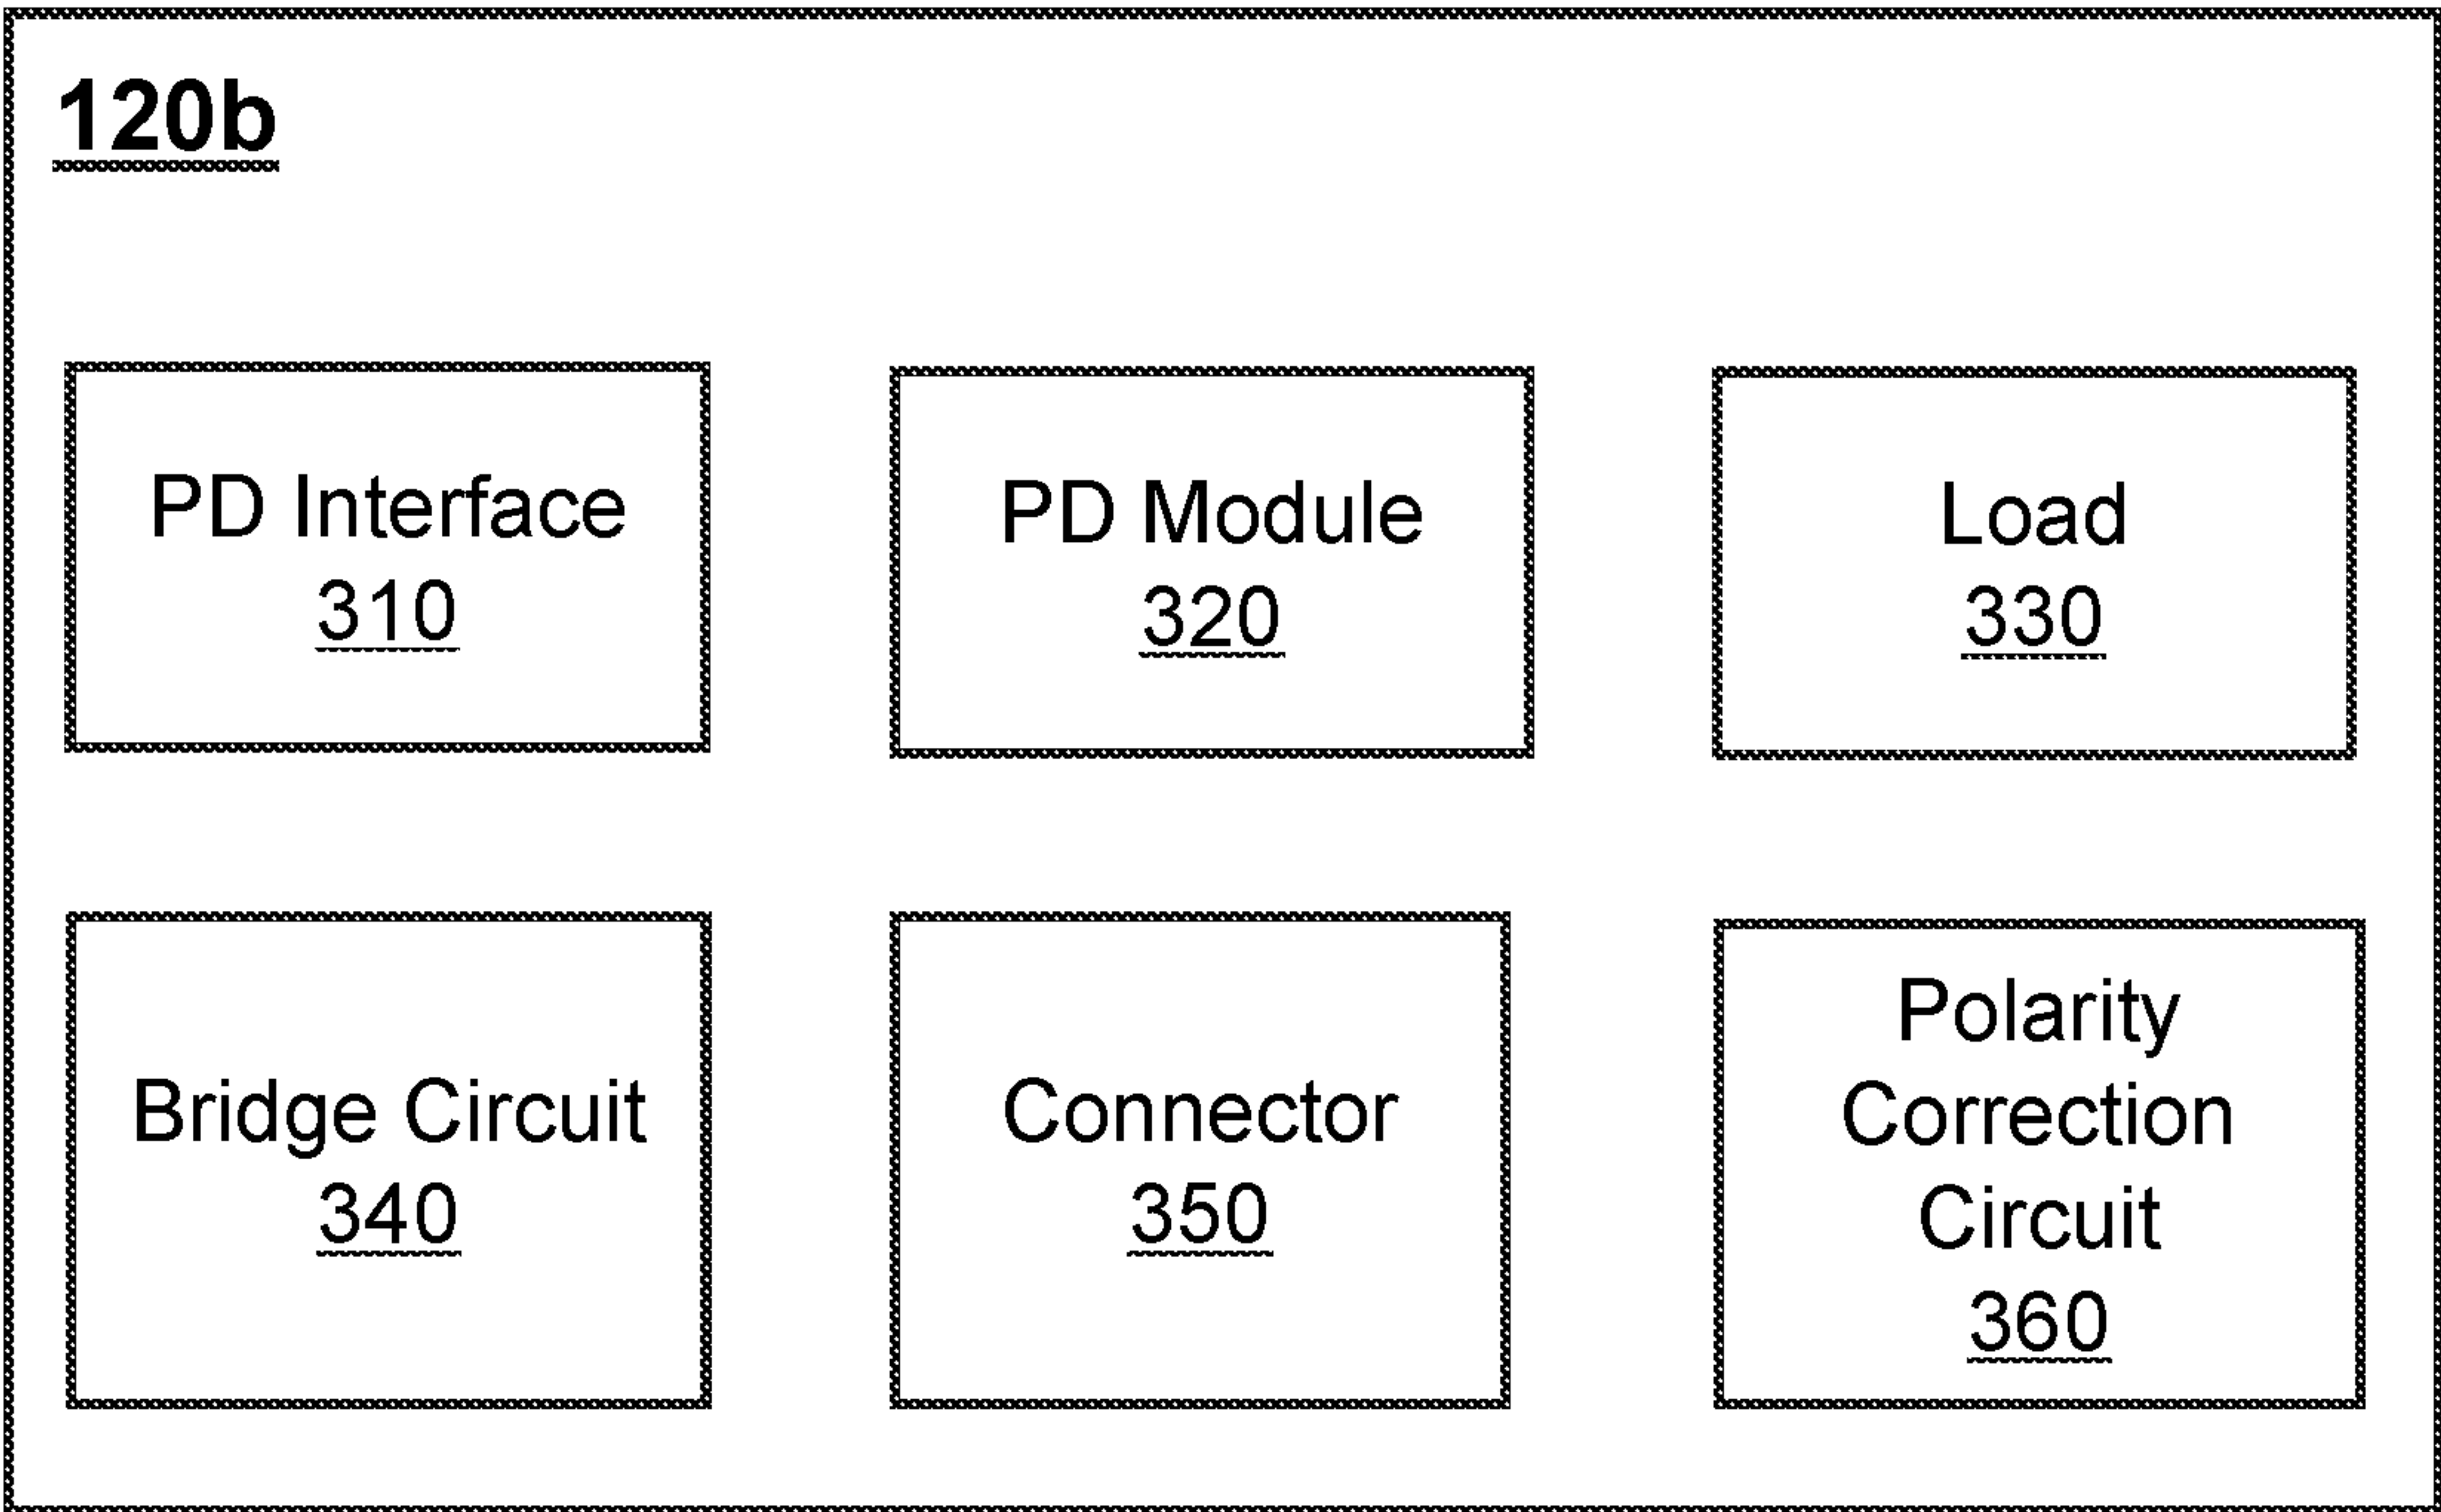 120b
PD Interface
310
PD Module
320
Load
330
Bridge Circuit
340
Connector
350
Polarity
Correction
Circuit
360